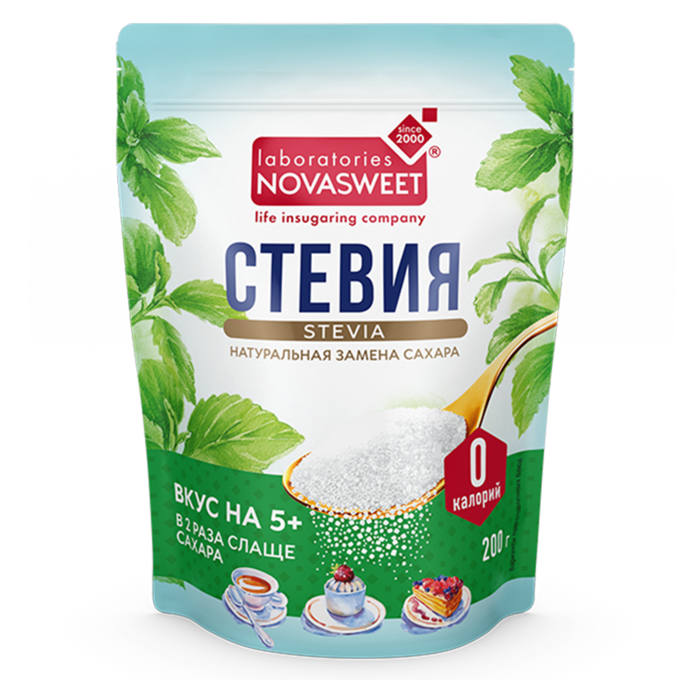 since
2000
laboratories
NOVASWEET®
life insugaring company
СТЕВИЯ
STEVIA
НАТУРАЛЬНАЯ ЗАМЕНА САХАРА
0
калорий
ВКУС НА 5+
В 2 РАЗА СЛАЩЕ
САХАРА
200 г